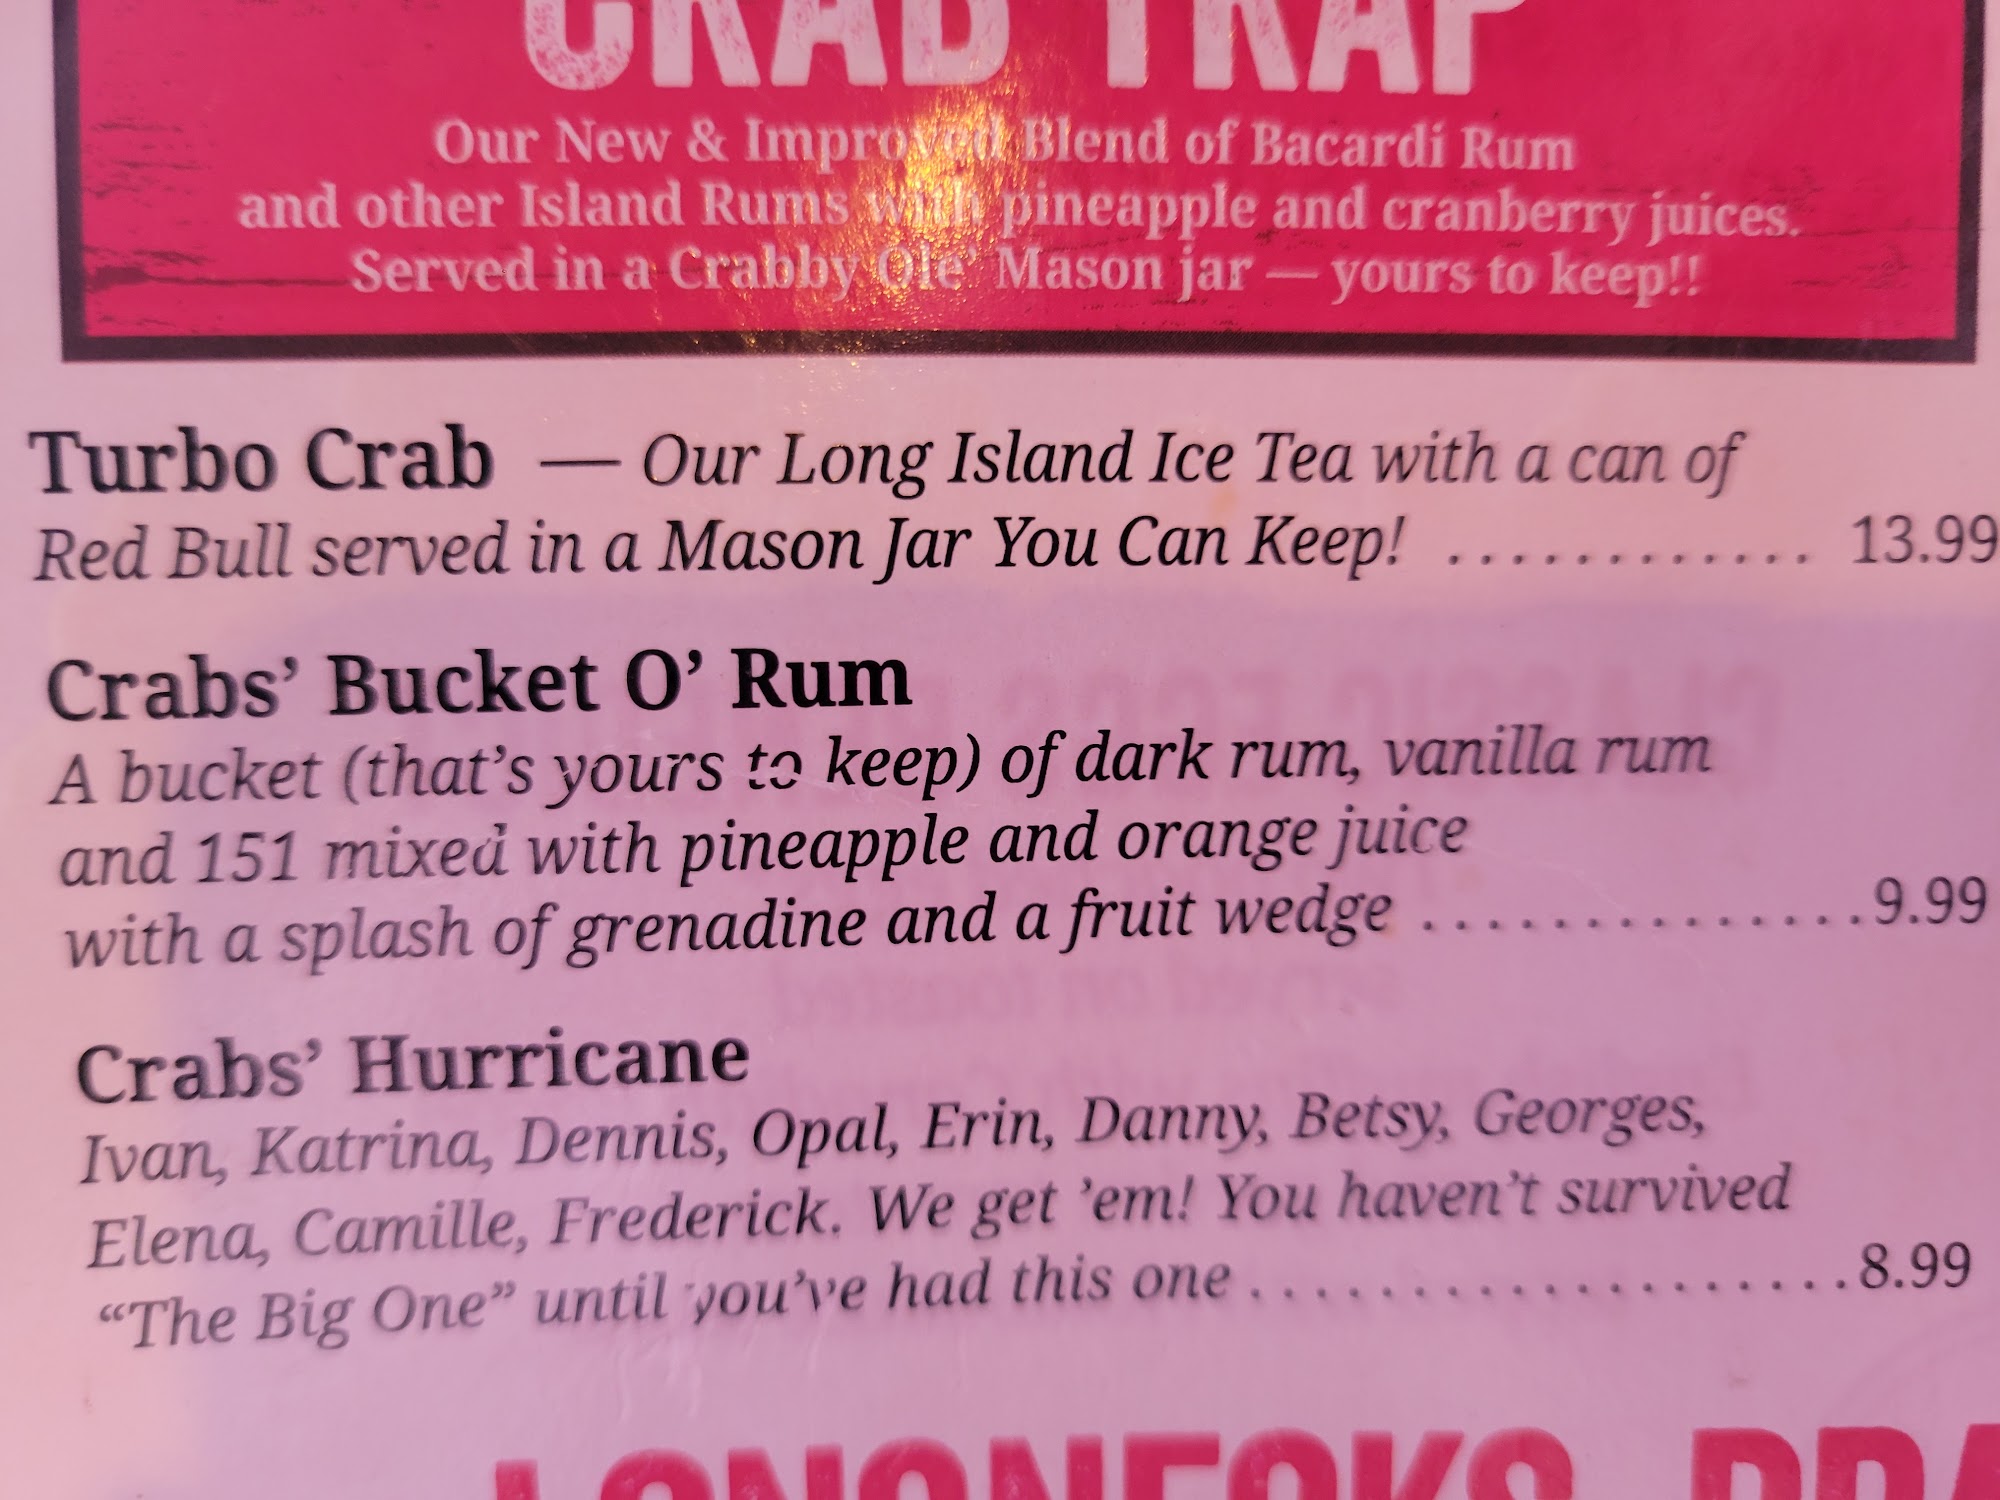 CRAB TRAP
Our New & Improved Blend of Bacardi Rum
and other Island Rums with pineapple and cranberry juices.
Served in a Crabby Ole' Mason jar — yours to keep!!
Turbo Crab — Our Long Island Ice Tea with a can of
Red Bull served in a Mason Jar You Can Keep! ............ 13.99
Crabs’ Bucket O’ Rum
A bucket (that’s yours to keep) of dark rum, vanilla rum
and 151 mixed with pineapple and orange juice
with a splash of grenadine and a fruit wedge ...............9.99
Crabs’ Hurricane
Ivan, Katrina, Dennis, Opal, Erin, Danny, Betsy, Georges,
Elena, Camille, Frederick. We get ’em! You haven’t survived
“The Big One” until you’ve had this one ....................8.99
LONGNECKS